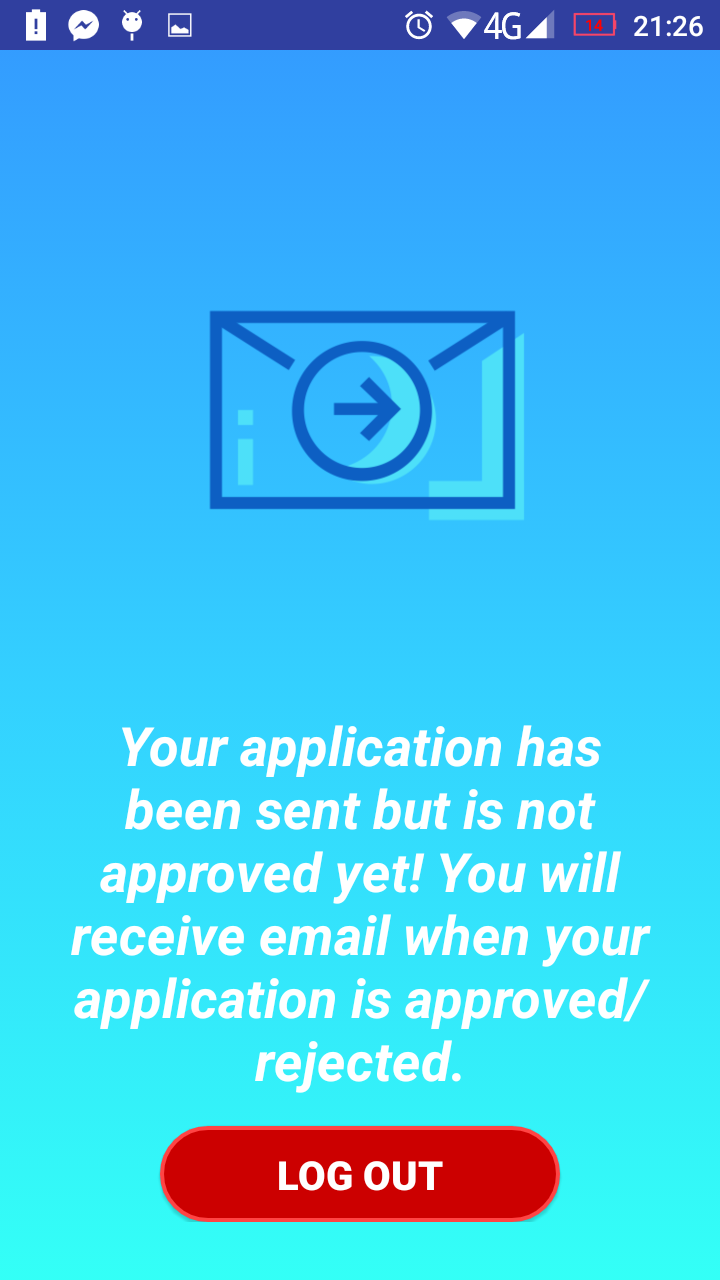 4G 14 21:26
Your application has
been sent but is not
approved yet! You will
receive email when your
application is approved/
rejected.
LOG OUT